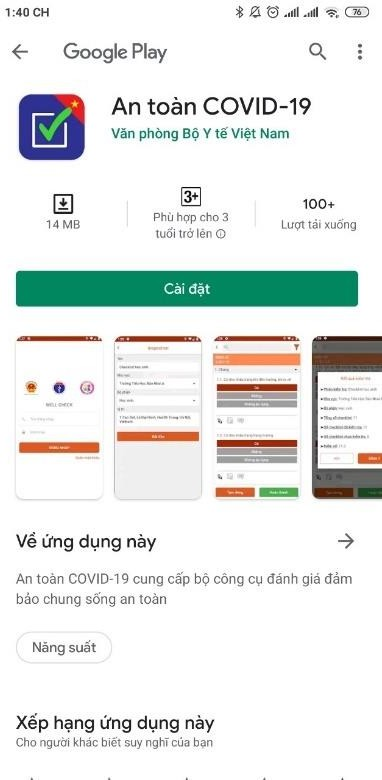 1:40 CH
76
Google Play
An toàn COVID-19
Văn phòng Bộ Y tế Việt Nam
14 MB
3+
Phù hợp cho 3
tuổi trở lên
100+
Lượt tải xuống
Cài đặt
WELL CHECK
Về ứng dụng này
An toàn COVID-19 cung cấp bộ công cụ đánh giá đảm
bảo chung sống an toàn
Năng suất
Xếp hạng ứng dụng này
Cho người khác biết suy nghĩ của bạn